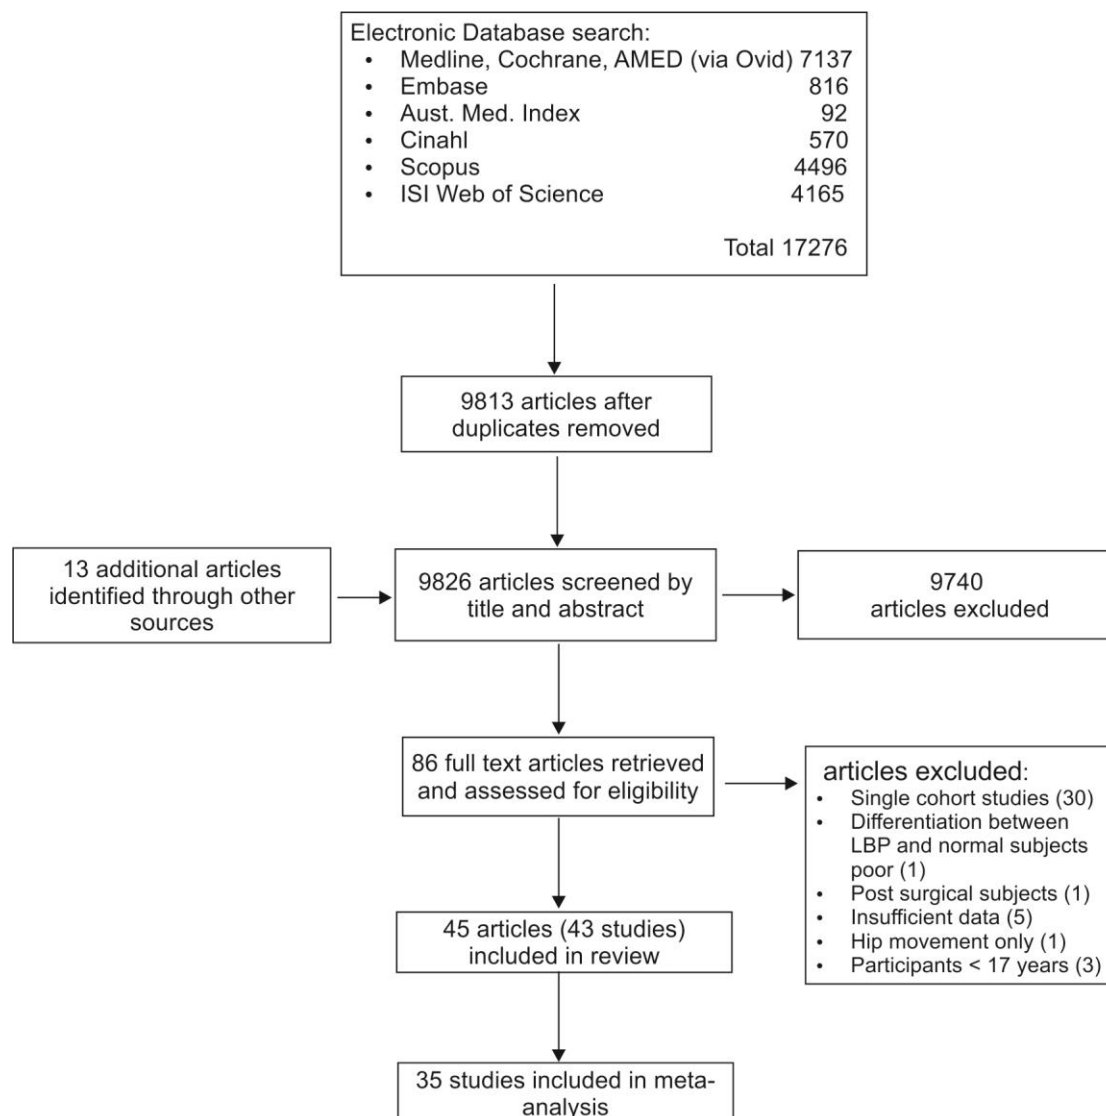 Electronic Database search:
• Medline, Cochrane, AMED (via Ovid) 7137
• Embase 816
• Aust. Med. Index 92
• Cinahl 570
• Scopus 4496
• ISI Web of Science 4165
Total 17276
9813 articles after
duplicates removed
13 additional articles
identified through other
sources
9826 articles screened by
title and abstract
9740
articles excluded
86 full text articles retrieved
and assessed for eligibility
articles excluded:
• Single cohort studies (30)
• Differentiation between
LBP and normal subjects
poor (1)
• Post surgical subjects (1)
• Insufficient data (5)
• Hip movement only (1)
• Participants < 17 years (3)
45 articles (43 studies)
included in review
35 studies included in meta-
analysis